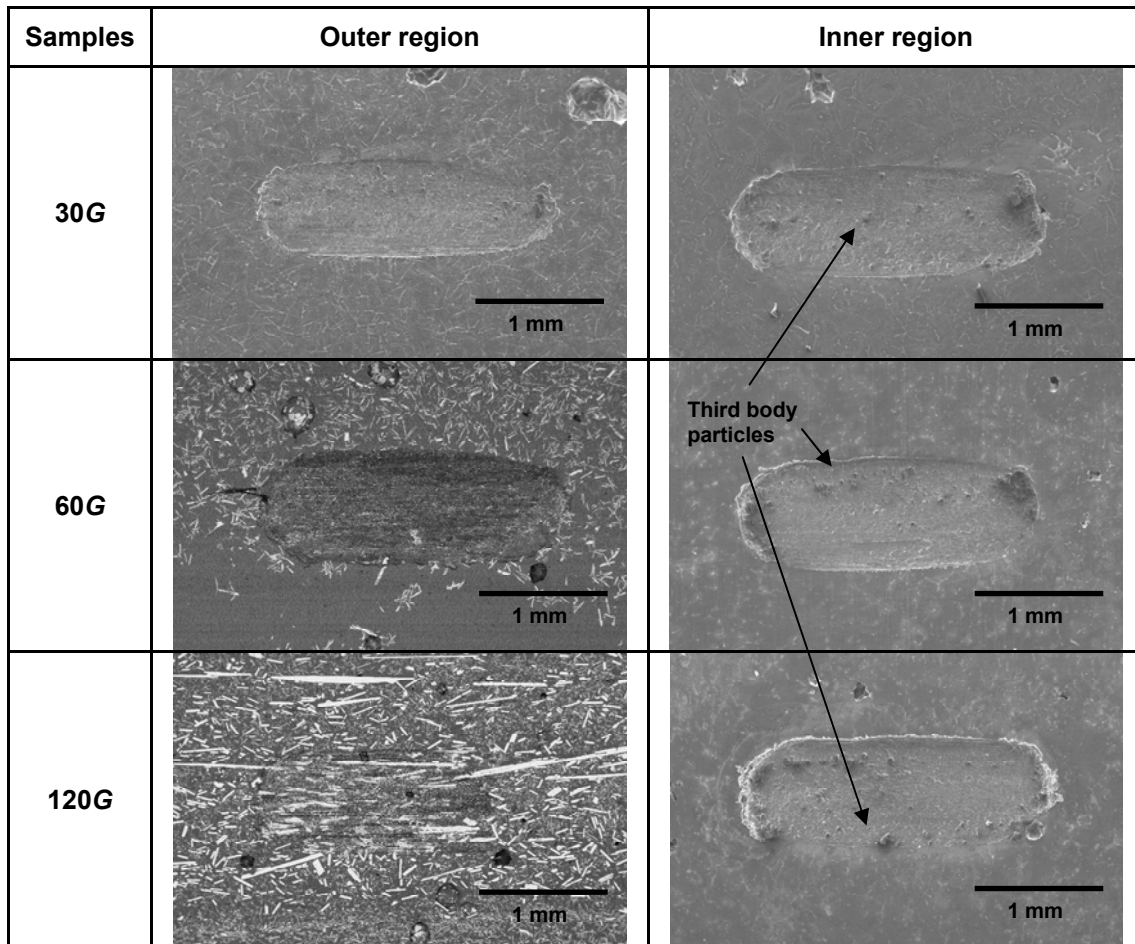 Samples
Outer region
Inner region
30G
1 mm
1 mm
Third body
particles
60G
1 mm
1 mm
120G
1 mm
1 mm